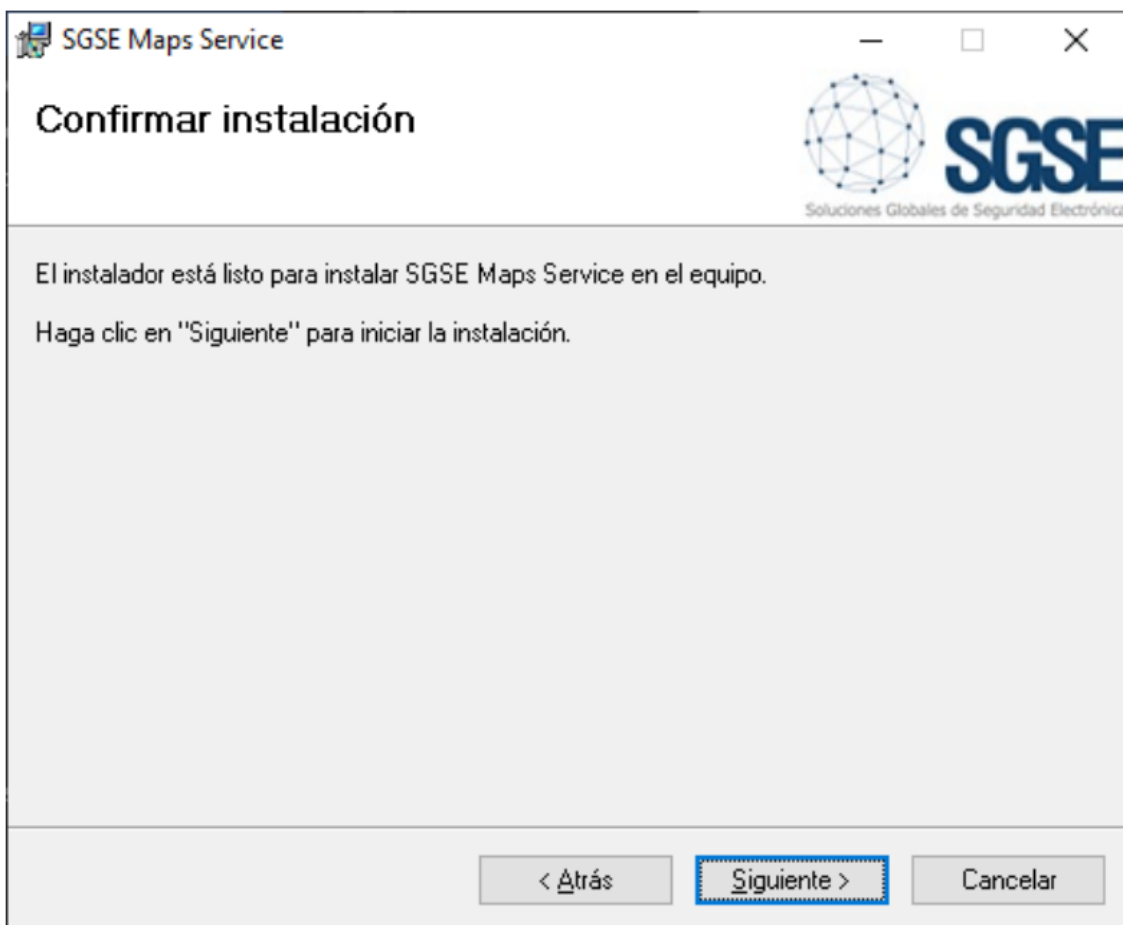 SGSE Maps Service
Confirmar instalación
SGSE
Soluciones Globales de Seguridad Electrónica
El instalador está listo para instalar SGSE Maps Service en el equipo.
Haga clic en "Siguiente" para iniciar la instalación.
< Atrás
Siguiente >
Cancelar